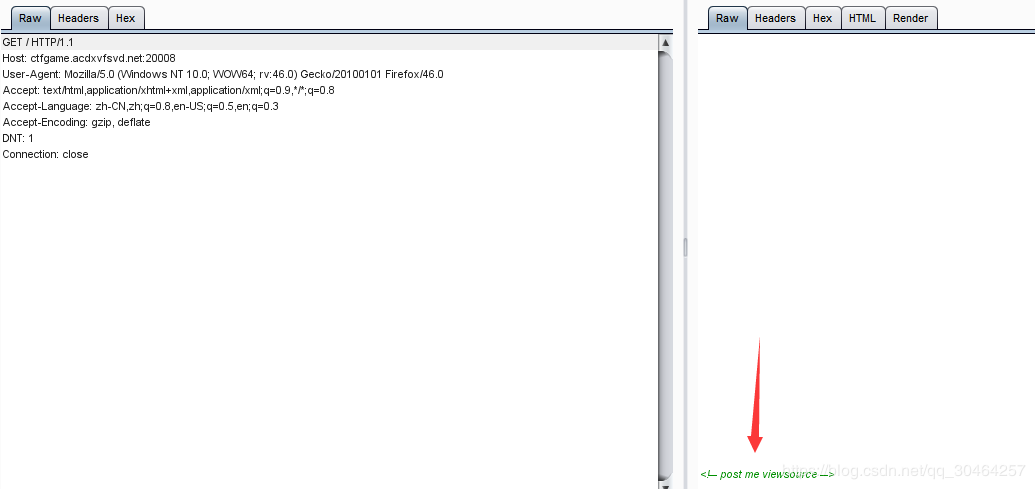 Raw Headers Hex
GET / HTTP/1.1
Host: ctfgame.acdxvfsvd.net:20008
User-Agent: Mozilla/5.0 (Windows NT 10.0; WOW64; rv:46.0) Gecko/20100101 Firefox/46.0
Accept: text/html,application/xhtml+xml,application/xml;q=0.9,*/*;q=0.8
Accept-Language: zh-CN,zh;q=0.8,en-US;q=0.5,en;q=0.3
Accept-Encoding: gzip, deflate
DNT: 1
Connection: close
Raw Headers Hex HTML Render
<!-- post me viewsource -->
https://blog.csdn.net/qq_30464257